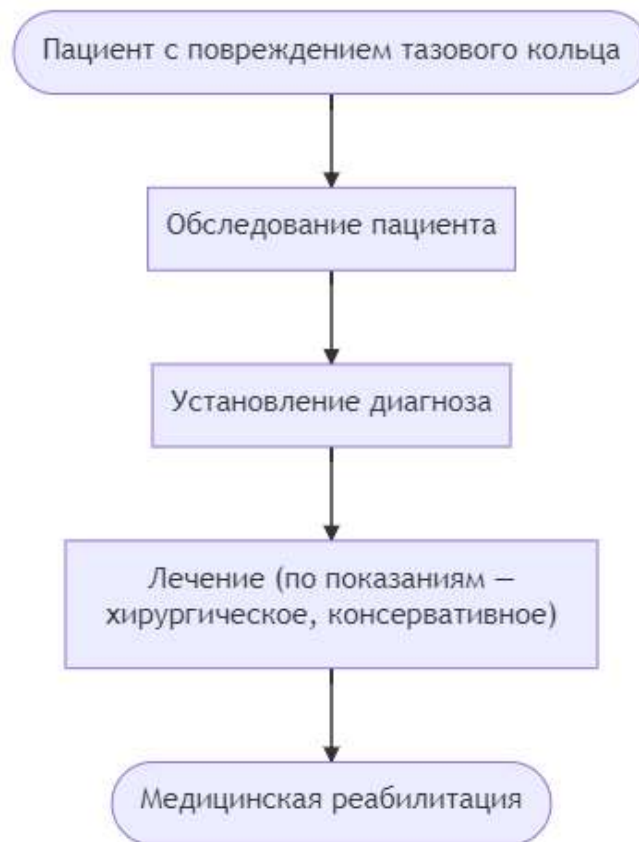 Пациент с повреждением тазового кольца
Обследование пациента
Установление диагноза
Лечение (по показаниям –
хирургическое, консервативное)
Медицинская реабилитация